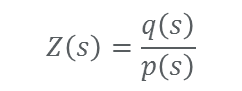 Z(s) = q(s) / p(s)